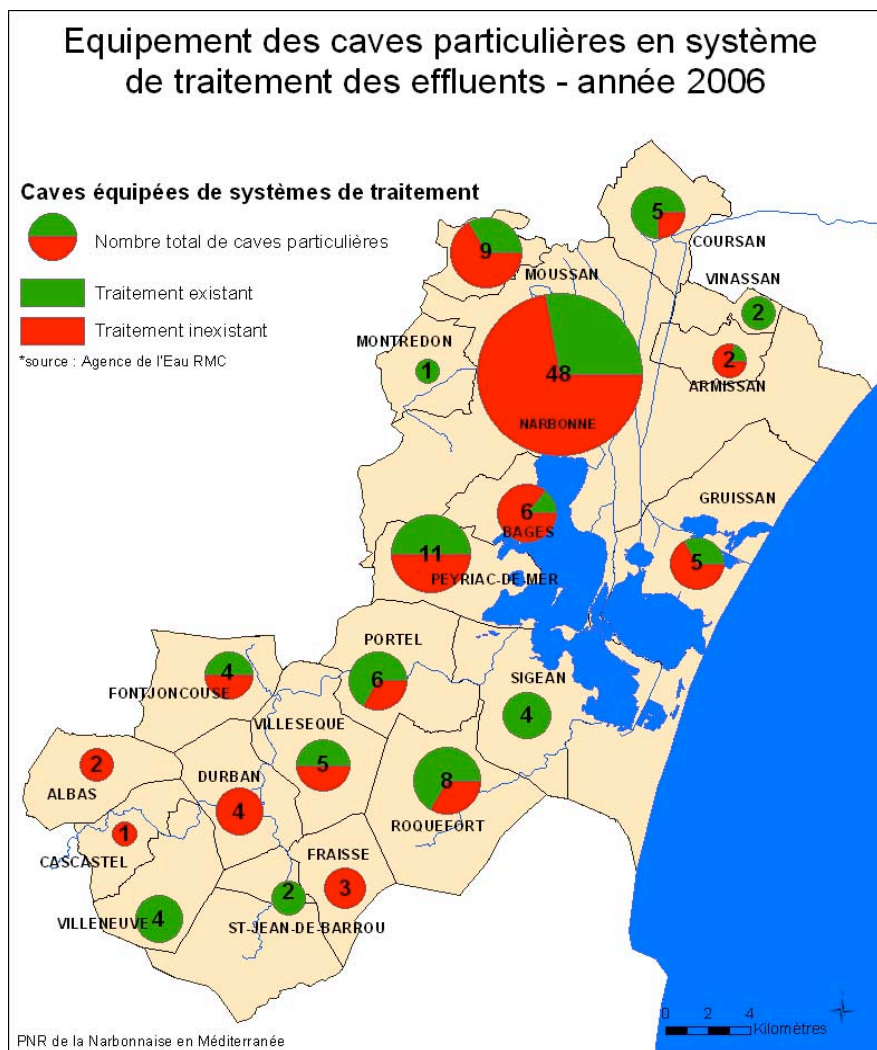 Equipement des caves particulières en système
de traitement des effluents - année 2006
Caves équipées de systèmes de traitement
Nombre total de caves particulières
Traitement existant
Traitement inexistant
*source : Agence de l'Eau RMC
5
COURSAN
9
MOUSSAN
VINASSAN
2
MONTREDON
1
48
NARBONNE
2
ARMISSAN
6
BAGES
GRUISSAN
5
11
PEYRIAC-DE-MER
PORTEL
6
4
FONTJONCOUSE
SIGEAN
4
VILLESEQUE
5
2
ALBAS
DURBAN
4
8
ROQUEFORT
1
CASCASTEL
FRAISSE
3
2
ST-JEAN-DE-BARROU
4
VILLENEUVE
0 2 4
Kilomètres
PNR de la Narbonnaise en Méditerranée